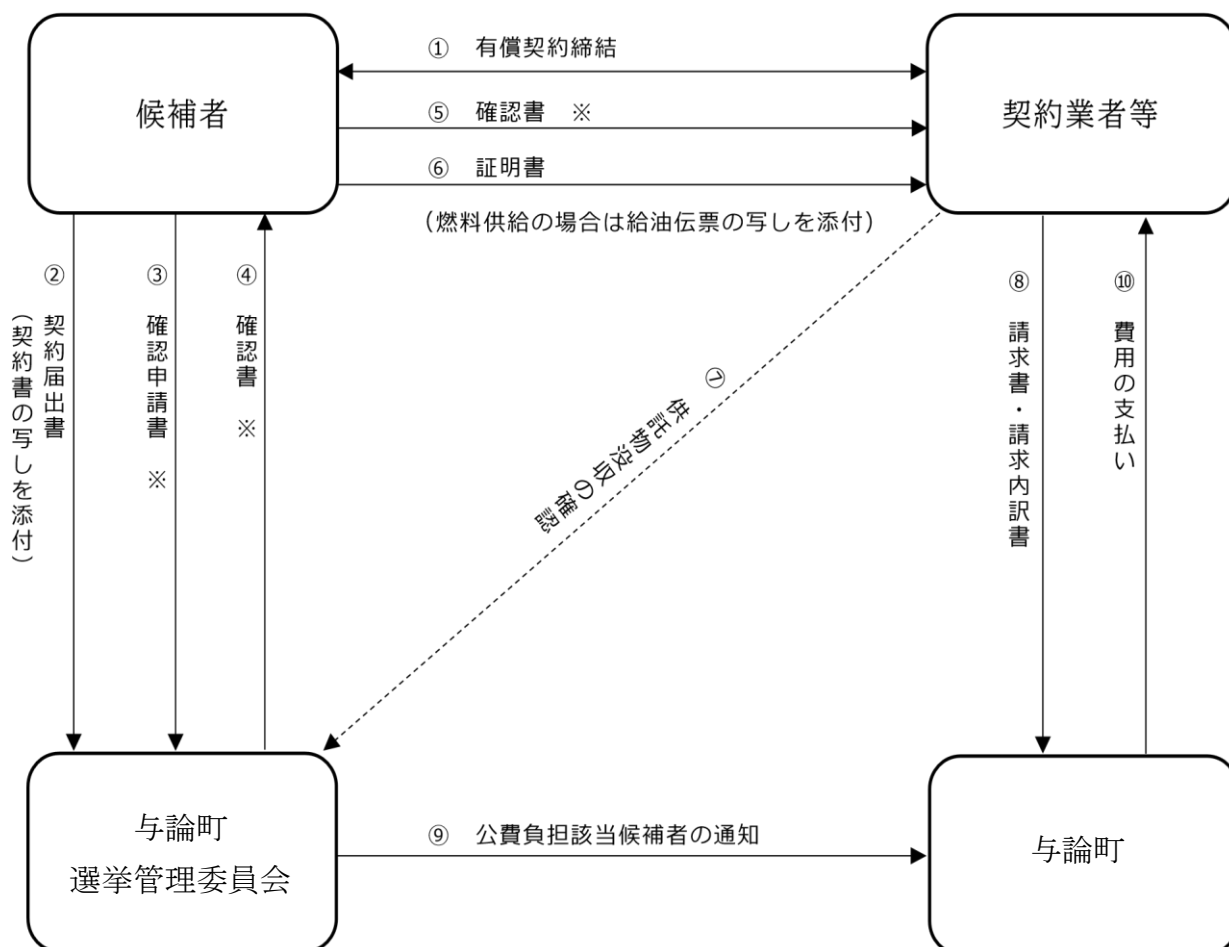 候補者
① 有償契約締結
⑤ 確認書 ※
⑥ 証明書
（燃料供給の場合は給油伝票の写しを添付）
契約業者等
② 契約届出書
（契約書の写しを添付）
③ 確認申請書 ※
④ 確認書 ※
⑦ 供託物没収の確認
⑧ 請求書・請求内訳書
⑩ 費用の支払い
与論町
選挙管理委員会
⑨ 公費負担該当候補者の通知
与論町